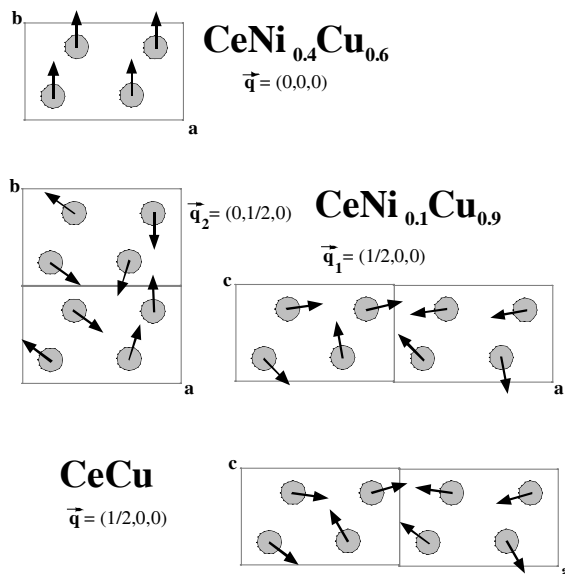 b
CeNi0.4Cu0.6
q = (0,0,0)
a
b
q2 = (0,1/2,0)
CeNi0.1Cu0.9
q1 = (1/2,0,0)
c
a
a
CeCu
c
q = (1/2,0,0)
a